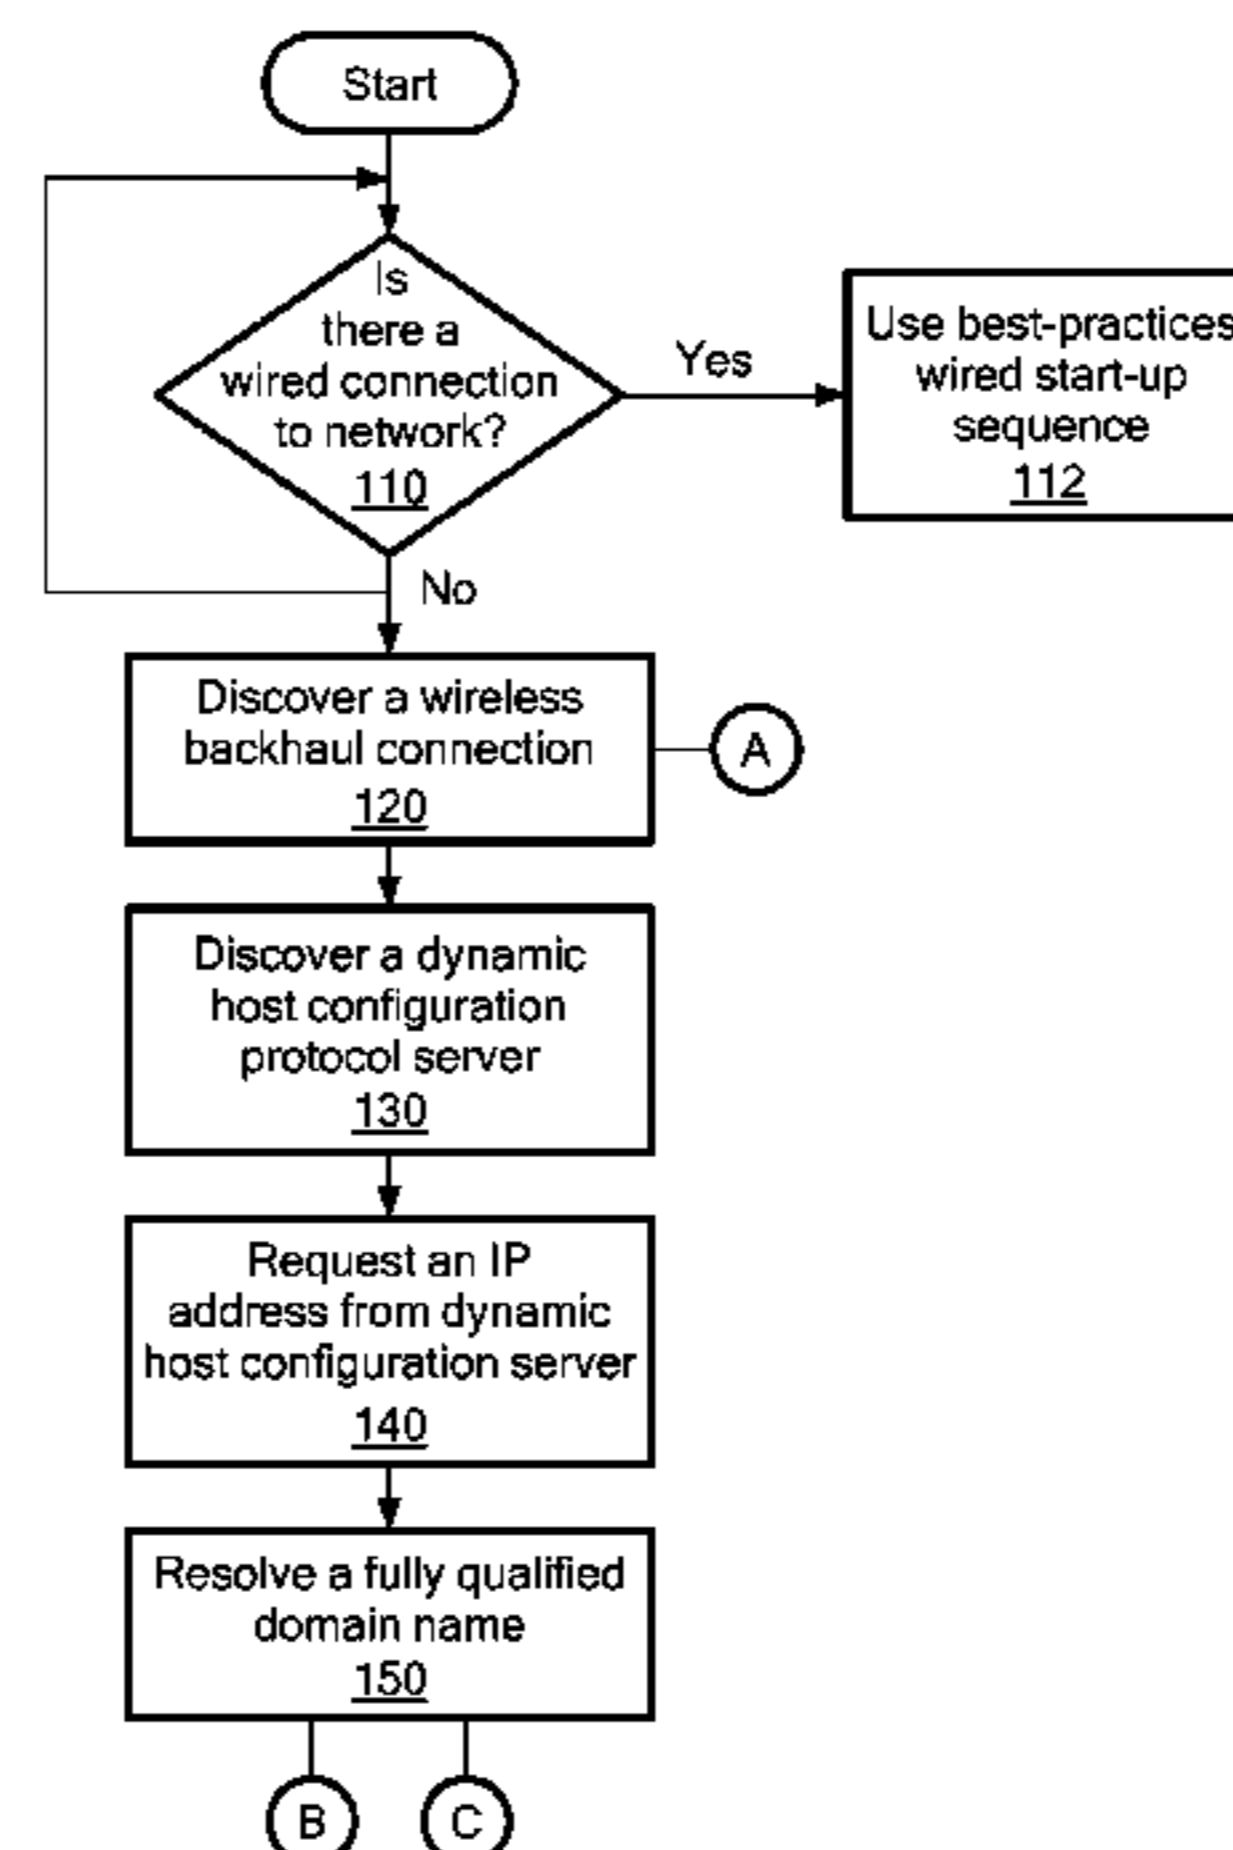 Start
Is
there a
wired connection
to network?
110
Yes
Use best-practices
wired start-up
sequence
112
No
Discover a wireless
backhaul connection
120
A
Discover a dynamic
host configuration
protocol server
130
Request an IP
address from dynamic
host configuration server
140
Resolve a fully qualified
domain name
150
B
C